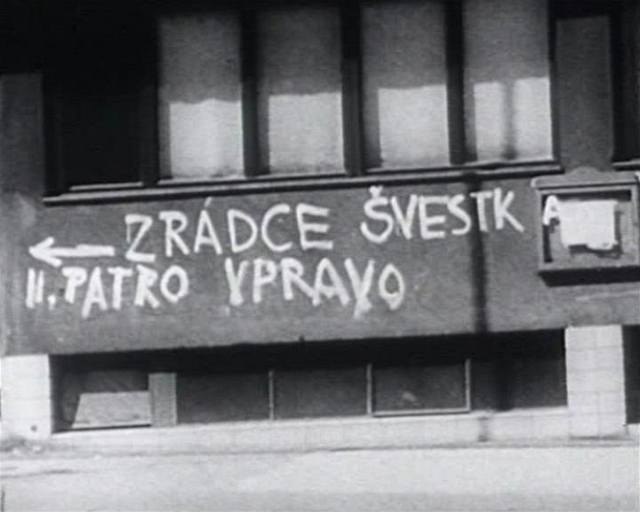 ← ZRÁDCE ŠVESTKA
II. PATRO VPRAVO